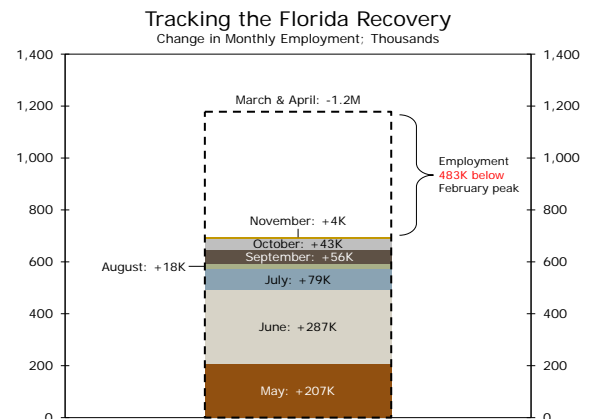 Tracking the Florida Recovery
Change in Monthly Employment; Thousands
1,400 1,400
1,200 1,200
1,000 1,000
800 800
600 600
400 400
200 200
0 0
March & April: -1.2M
Employment
483K below
February peak
November: +4K
October: +43K
September: +56K
August: +18K
July: +79K
June: +287K
May: +207K